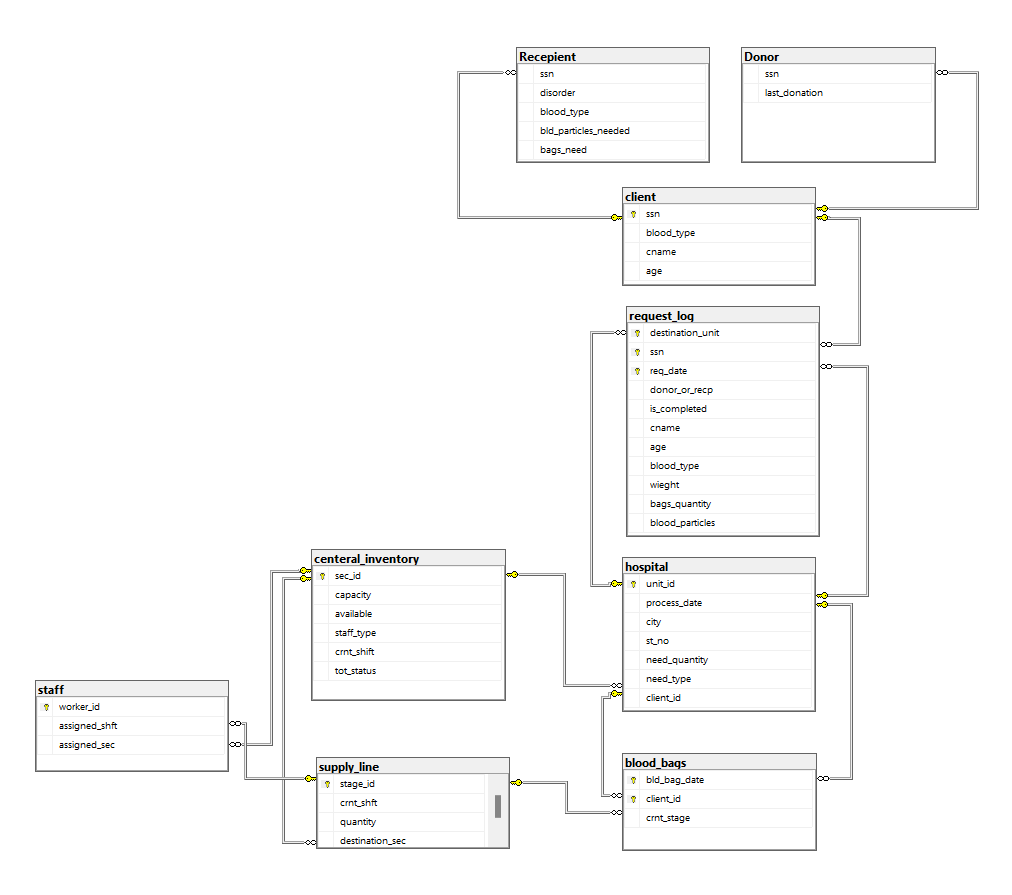 Recepient
ssn
disorder
blood_type
bld_particles_needed
bags_need
Donor
ssn
last_donation
client
ssn
blood_type
cname
age
request_log
destination_unit
ssn
req_date
donor_or_recp
is_completed
cname
age
blood_type
wieght
bags_quantity
blood_particles
centeral_inventory
sec_id
capacity
available
staff_type
crnt_shift
tot_status
hospital
unit_id
process_date
city
st_no
need_quantity
need_type
client_id
staff
worker_id
assigned_shft
assigned_sec
supply_line
stage_id
crnt_shft
quantity
destination_sec
blood_bags
bld_bag_date
client_id
crnt_stage